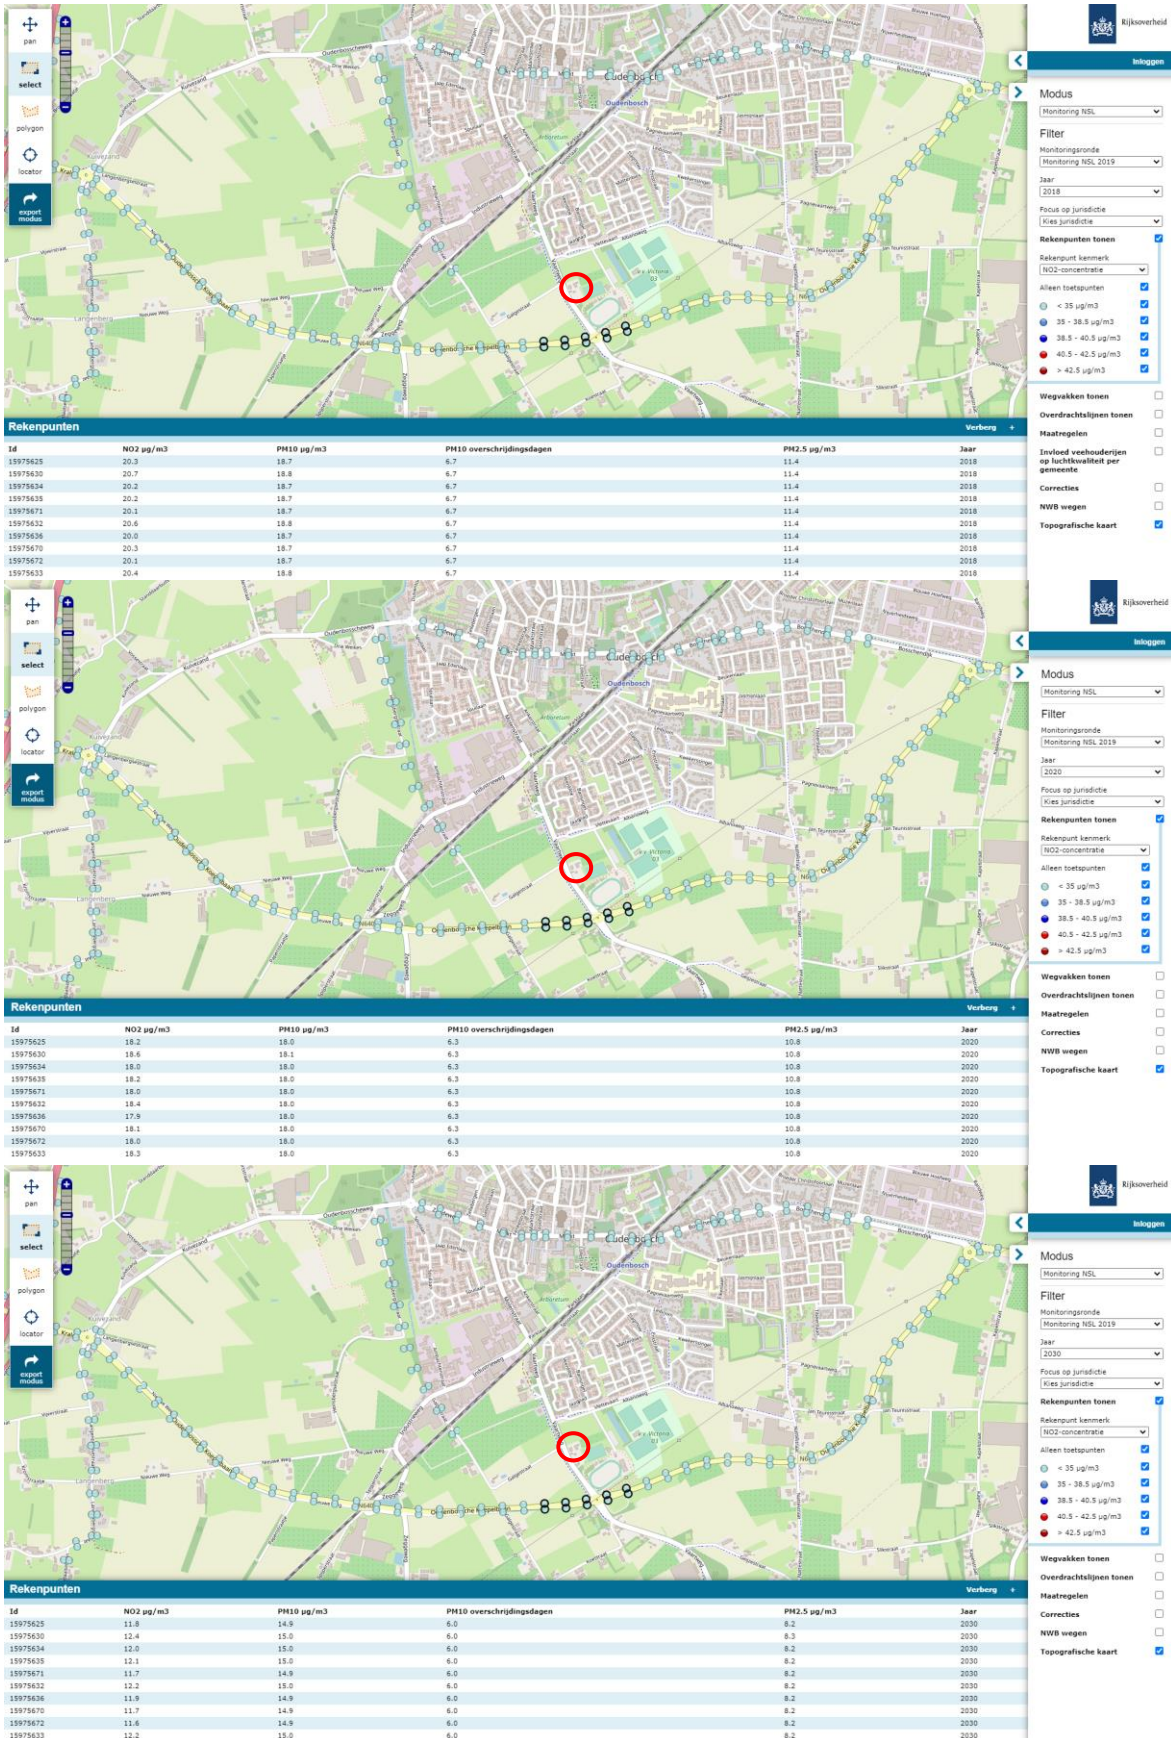 pan
select
polygon
locator
export modus
Oudenbosch
Rijksoverheid
Inloggen
Modus
Monitoring NSL
Filter
Monitoringsronde
Monitoring NSL 2019
Jaar
2018
Focus op jurisdictie
Kies jurisdictie
Rekenpunten tonen
Rekenpunt kenmerk
NO2-concentratie
Alleen toetspunten
< 35 µg/m3
35 - 38.5 µg/m3
38.5 - 40.5 µg/m3
40.5 - 42.5 µg/m3
> 42.5 µg/m3
Wegvakken tonen
Overdrachtslijnen tonen
Maatregelen
Invloed veehouderijen
op luchtkwaliteit per
gemeente
Correcties
NWB wegen
Topografische kaart
Rekenpunten Verberg +
Id NO2 µg/m3 PM10 µg/m3 PM10 overschrijdingsdagen PM2.5 µg/m3 Jaar
15975625 20.3 18.7 6.7 11.4 2018
15975630 20.7 18.8 6.7 11.4 2018
15975634 20.2 18.7 6.7 11.4 2018
15975635 20.2 18.7 6.7 11.4 2018
15975671 20.1 18.7 6.7 11.4 2018
15975632 20.6 18.8 6.7 11.4 2018
15975636 20.0 18.7 6.7 11.4 2018
15975670 20.3 18.7 6.7 11.4 2018
15975672 20.1 18.7 6.7 11.4 2018
15975633 20.4 18.8 6.7 11.4 2018
pan
select
polygon
locator
export modus
Oudenbosch
Rijksoverheid
Inloggen
Modus
Monitoring NSL
Filter
Monitoringsronde
Monitoring NSL 2019
Jaar
2020
Focus op jurisdictie
Kies jurisdictie
Rekenpunten tonen
Rekenpunt kenmerk
NO2-concentratie
Alleen toetspunten
< 35 µg/m3
35 - 38.5 µg/m3
38.5 - 40.5 µg/m3
40.5 - 42.5 µg/m3
> 42.5 µg/m3
Wegvakken tonen
Overdrachtslijnen tonen
Maatregelen
Correcties
NWB wegen
Topografische kaart
Rekenpunten Verberg +
Id NO2 µg/m3 PM10 µg/m3 PM10 overschrijdingsdagen PM2.5 µg/m3 Jaar
15975625 18.2 18.0 6.3 10.8 2020
15975630 18.6 18.1 6.3 10.8 2020
15975634 18.0 18.0 6.3 10.8 2020
15975635 18.2 18.0 6.3 10.8 2020
15975671 18.0 18.0 6.3 10.8 2020
15975632 18.4 18.0 6.3 10.8 2020
15975636 17.9 18.0 6.3 10.8 2020
15975670 18.1 18.0 6.3 10.8 2020
15975672 18.0 18.0 6.3 10.8 2020
15975633 18.3 18.0 6.3 10.8 2020
pan
select
polygon
locator
export modus
Oudenbosch
Rijksoverheid
Inloggen
Modus
Monitoring NSL
Filter
Monitoringsronde
Monitoring NSL 2019
Jaar
2030
Focus op jurisdictie
Kies jurisdictie
Rekenpunten tonen
Rekenpunt kenmerk
NO2-concentratie
Alleen toetspunten
< 35 µg/m3
35 - 38.5 µg/m3
38.5 - 40.5 µg/m3
40.5 - 42.5 µg/m3
> 42.5 µg/m3
Wegvakken tonen
Overdrachtslijnen tonen
Maatregelen
Correcties
NWB wegen
Topografische kaart
Rekenpunten Verberg +
Id NO2 µg/m3 PM10 µg/m3 PM10 overschrijdingsdagen PM2.5 µg/m3 Jaar
15975625 11.8 14.9 6.0 8.2 2030
15975630 12.4 15.0 6.0 8.3 2030
15975634 12.0 15.0 6.0 8.2 2030
15975635 12.1 15.0 6.0 8.2 2030
15975671 11.7 14.9 6.0 8.2 2030
15975632 12.2 15.0 6.0 8.2 2030
15975636 11.9 14.9 6.0 8.2 2030
15975670 11.7 14.9 6.0 8.2 2030
15975672 11.6 14.9 6.0 8.2 2030
15975633 12.2 15.0 6.0 8.2 2030